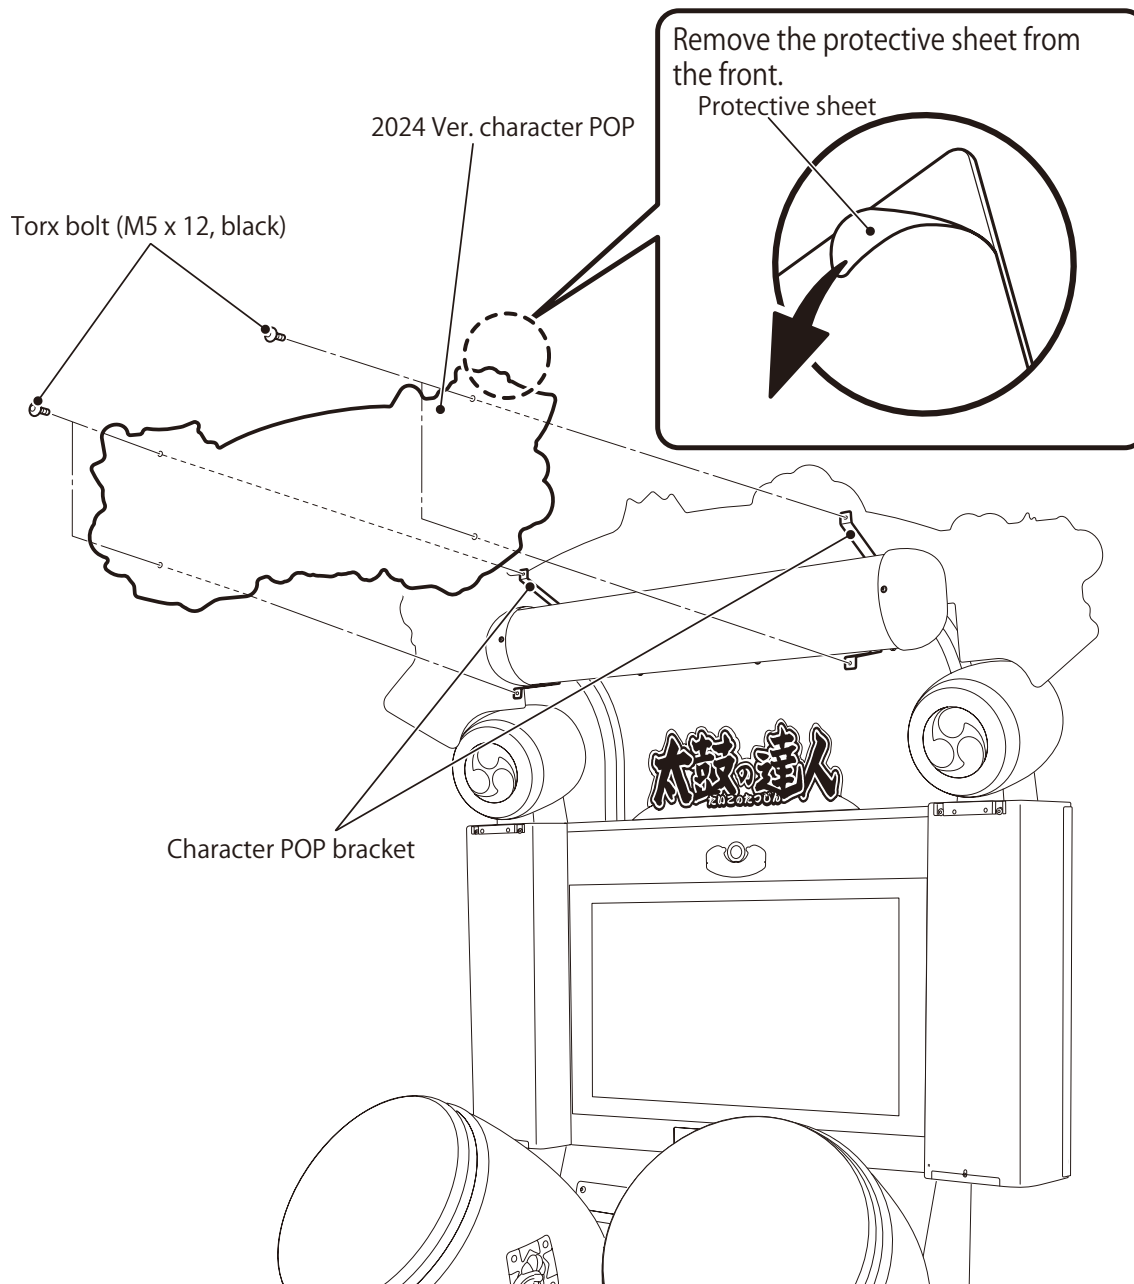 Remove the protective sheet from
the front.
Protective sheet
2024 Ver. character POP
Torx bolt (M5 x 12, black)
太鼓の達人
たいこのたつじん
Character POP bracket